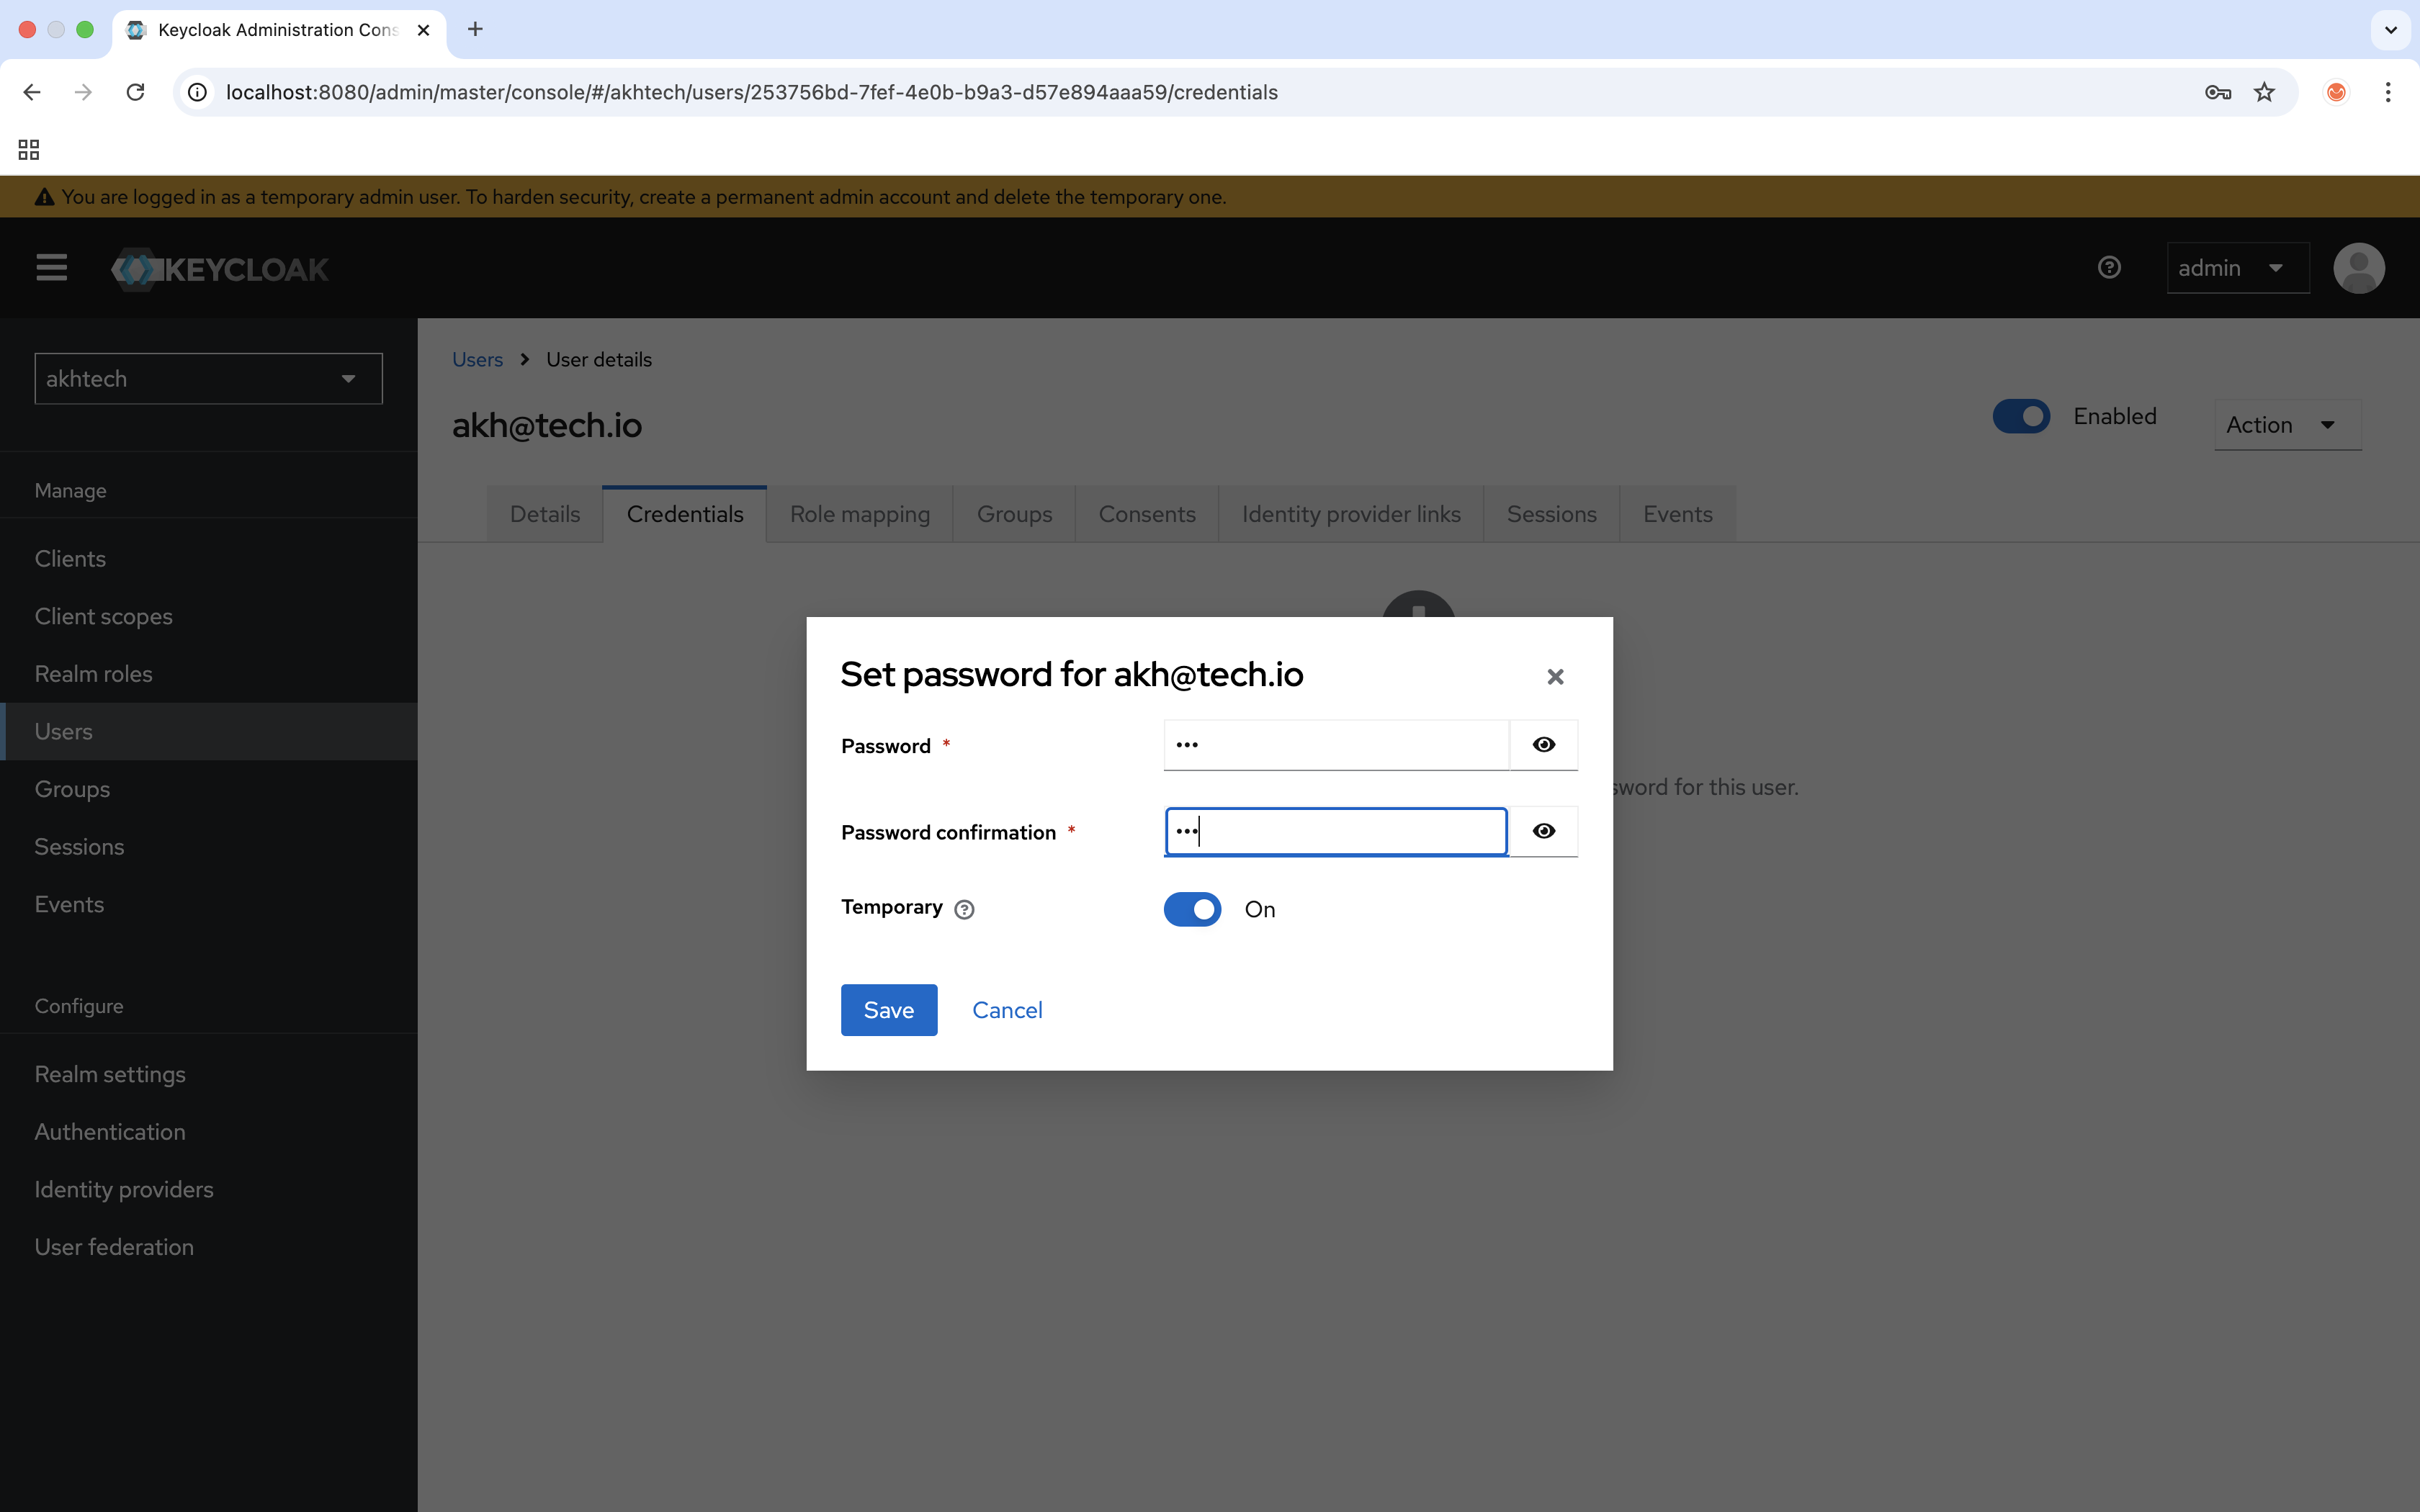 Keycloak Administration Cons
localhost:8080/admin/master/console/#/akhtech/users/253756bd-7fef-4e0b-b9a3-d57e894aaa59/credentials
You are logged in as a temporary admin user. To harden security, create a permanent admin account and delete the temporary one.
KEYCLOAK
admin
akhtech
Manage
Clients
Client scopes
Realm roles
Users
Groups
Sessions
Events
Configure
Realm settings
Authentication
Identity providers
User federation
Users > User details
akh@tech.io
Enabled
Action
Details Credentials Role mapping Groups Consents Identity provider links Sessions Events
sword for this user.
Set password for akh@tech.io
Password *
•••
Password confirmation *
•••
Temporary
On
Save Cancel